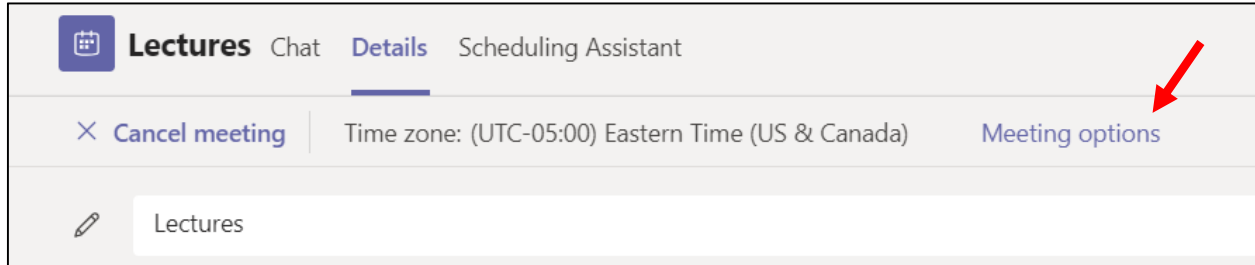 Lectures Chat Details Scheduling Assistant
Cancel meeting Time zone: (UTC-05:00) Eastern Time (US & Canada) Meeting options
Lectures